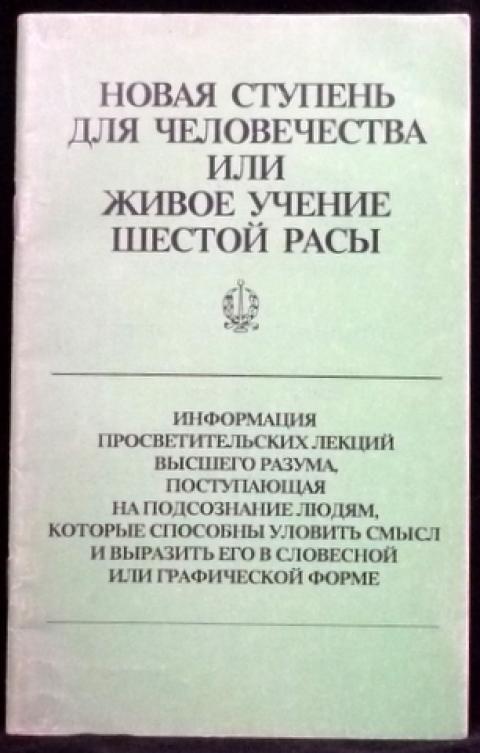 НОВАЯ СТУПЕНЬ
ДЛЯ ЧЕЛОВЕЧЕСТВА
ИЛИ
ЖИВОЕ УЧЕНИЕ
ШЕСТОЙ РАСЫ
ИНФОРМАЦИЯ
ПРОСВЕТИТЕЛЬСКИХ ЛЕКЦИЙ
ВЫСШЕГО РАЗУМА,
ПОСТУПАЮЩАЯ
НА ПОДСОЗНАНИЕ ЛЮДЯМ,
КОТОРЫЕ СПОСОБНЫ УЛОВИТЬ СМЫСЛ
И ВЫРАЗИТЬ ЕГО В СЛОВЕСНОЙ
ИЛИ ГРАФИЧЕСКОЙ ФОРМЕ